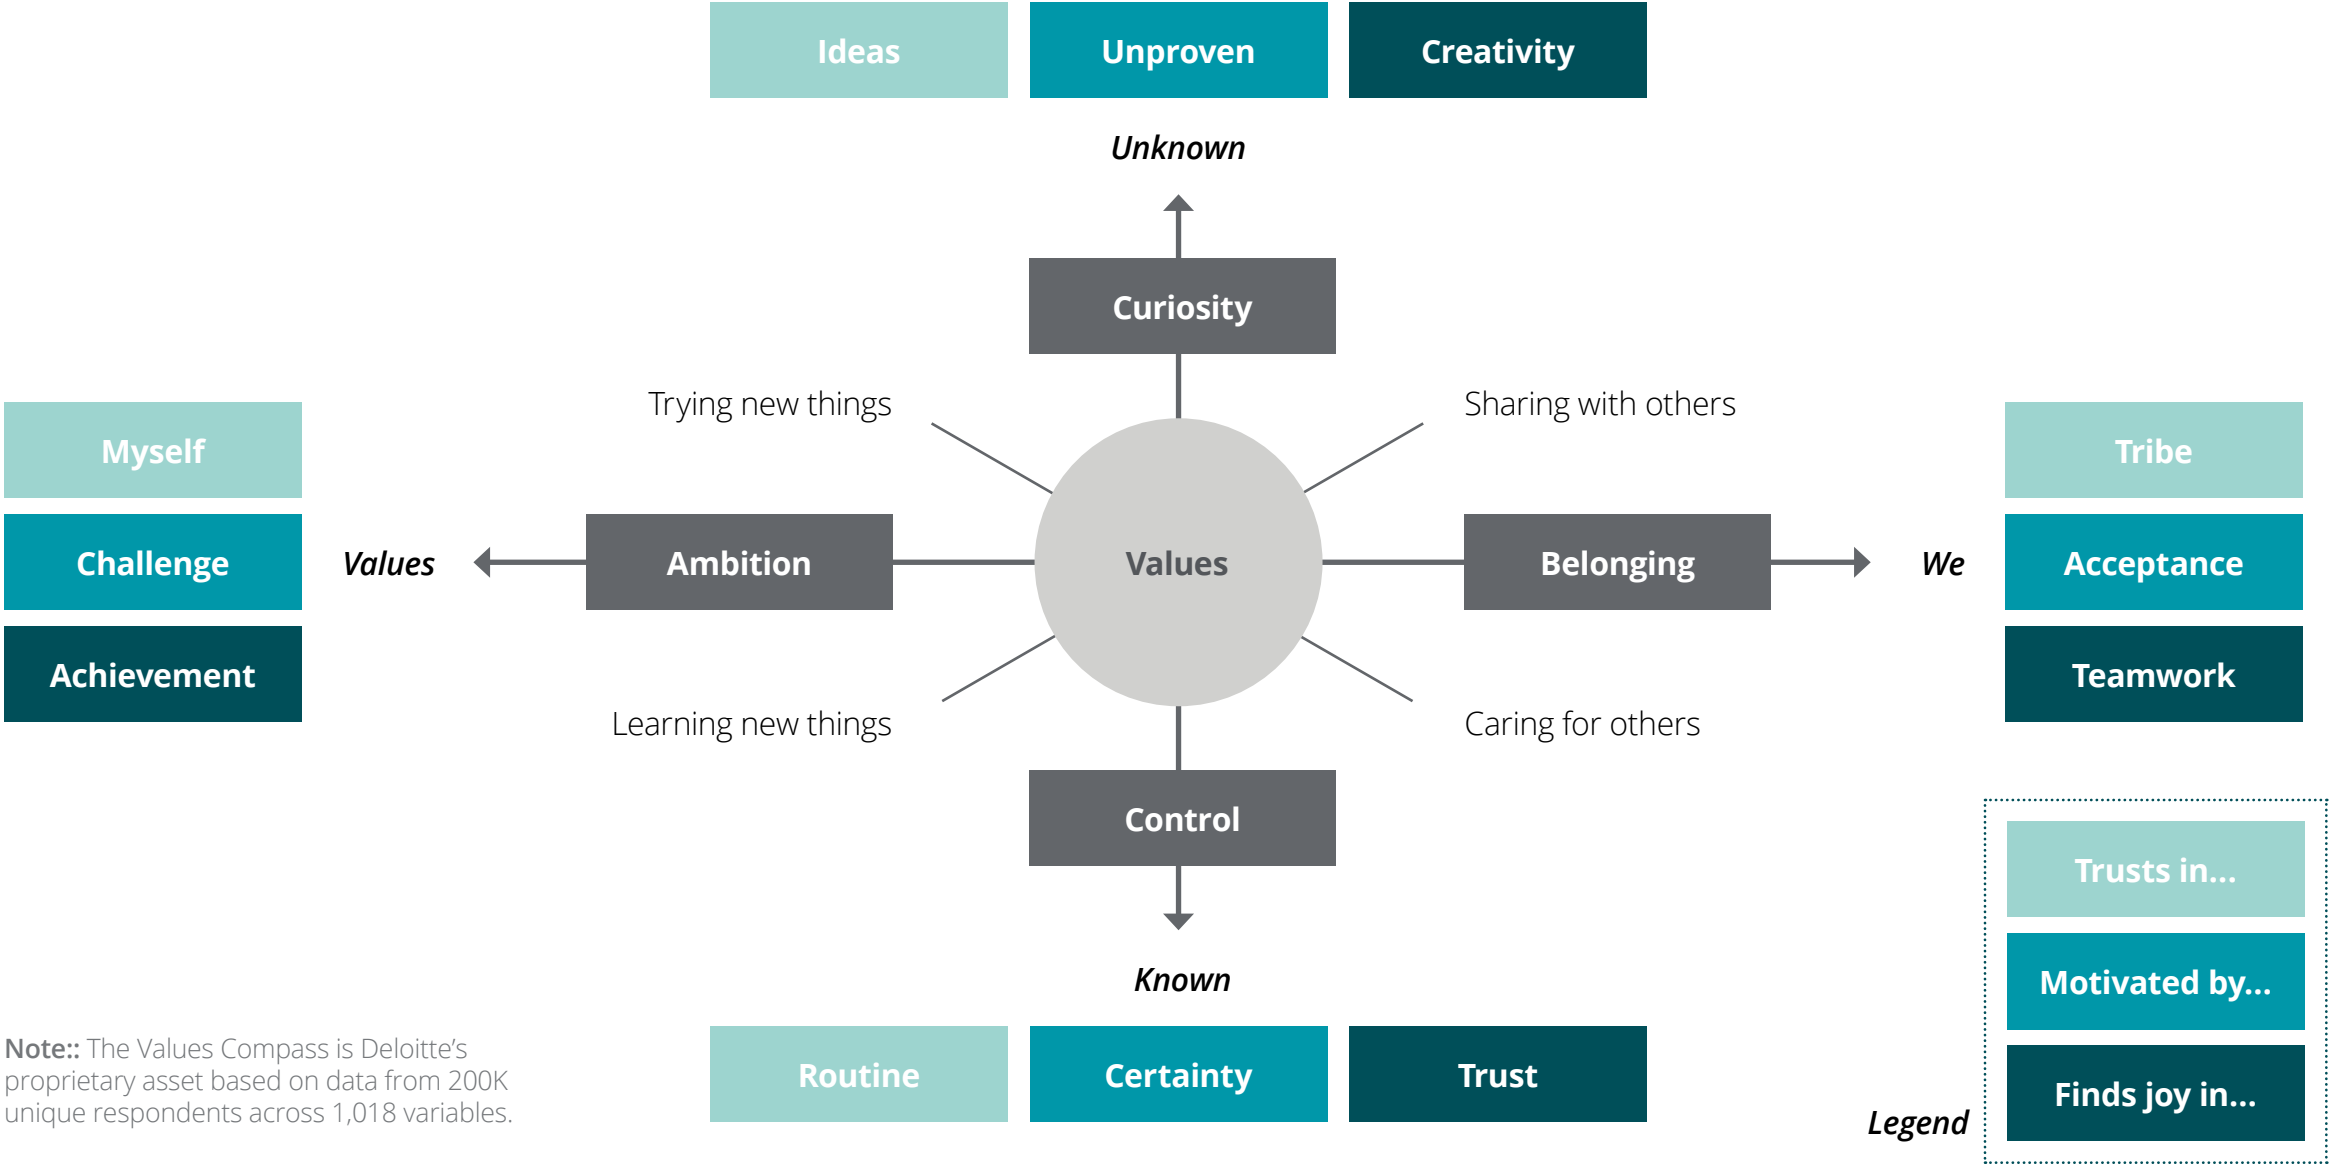 Ideas
Unproven
Creativity
Unknown
Curiosity
Trying new things
Sharing with others
Myself
Challenge
Achievement
Values
Ambition
Values
Belonging
We
Tribe
Acceptance
Teamwork
Learning new things
Caring for others
Control
Known
Routine
Certainty
Trust
Note:: The Values Compass is Deloitte’s
proprietary asset based on data from 200K
unique respondents across 1,018 variables.
Legend
Trusts in...
Motivated by...
Finds joy in...